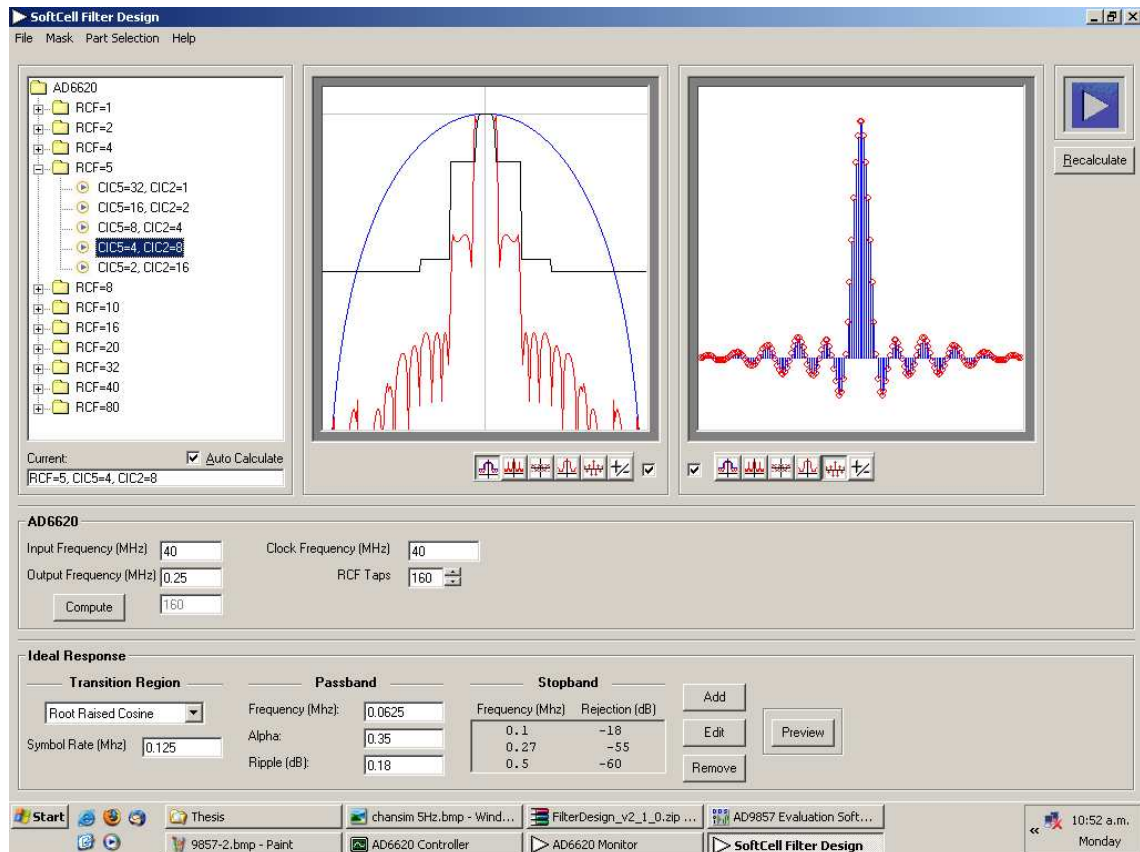 SoftCell Filter Design
File Mask Part Selection Help
AD6620
RCF=1
RCF=2
RCF=4
RCF=5
CIC5=32, CIC2=1
CIC5=16, CIC2=2
CIC5=8, CIC2=4
CIC5=4, CIC2=8
CIC5=2, CIC2=16
RCF=8
RCF=10
RCF=16
RCF=20
RCF=32
RCF=40
RCF=80
Current: Auto Calculate
RCF=5, CIC5=4, CIC2=8
Recalculate
AD6620
Input Frequency (MHz) 40 Clock Frequency (MHz) 40
Output Frequency (MHz) 0.25 RCF Taps 160
Compute 160
Ideal Response
Transition Region Passband Stopband
Root Raised Cosine Frequency (Mhz): 0.0625 Frequency (Mhz) Rejection (dB) Add
Symbol Rate (Mhz) 0.125 Alpha: 0.35 0.1 -18 Edit Preview
0.27 -55
Ripple (dB): 0.18 0.5 -60 Remove
Start Thesis chansim 5Hz.bmp - Wind... FilterDesign_v2_1_0.zip ... AD9857 Evaluation Soft... 10:52 a.m.
9857-2.bmp - Paint AD6620 Controller AD6620 Monitor SoftCell Filter Design Monday